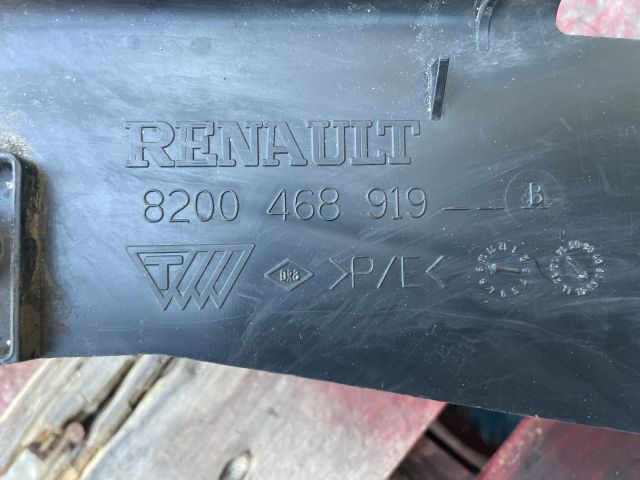 RENAULT
8200 468 919 _ _ B
>P/E<